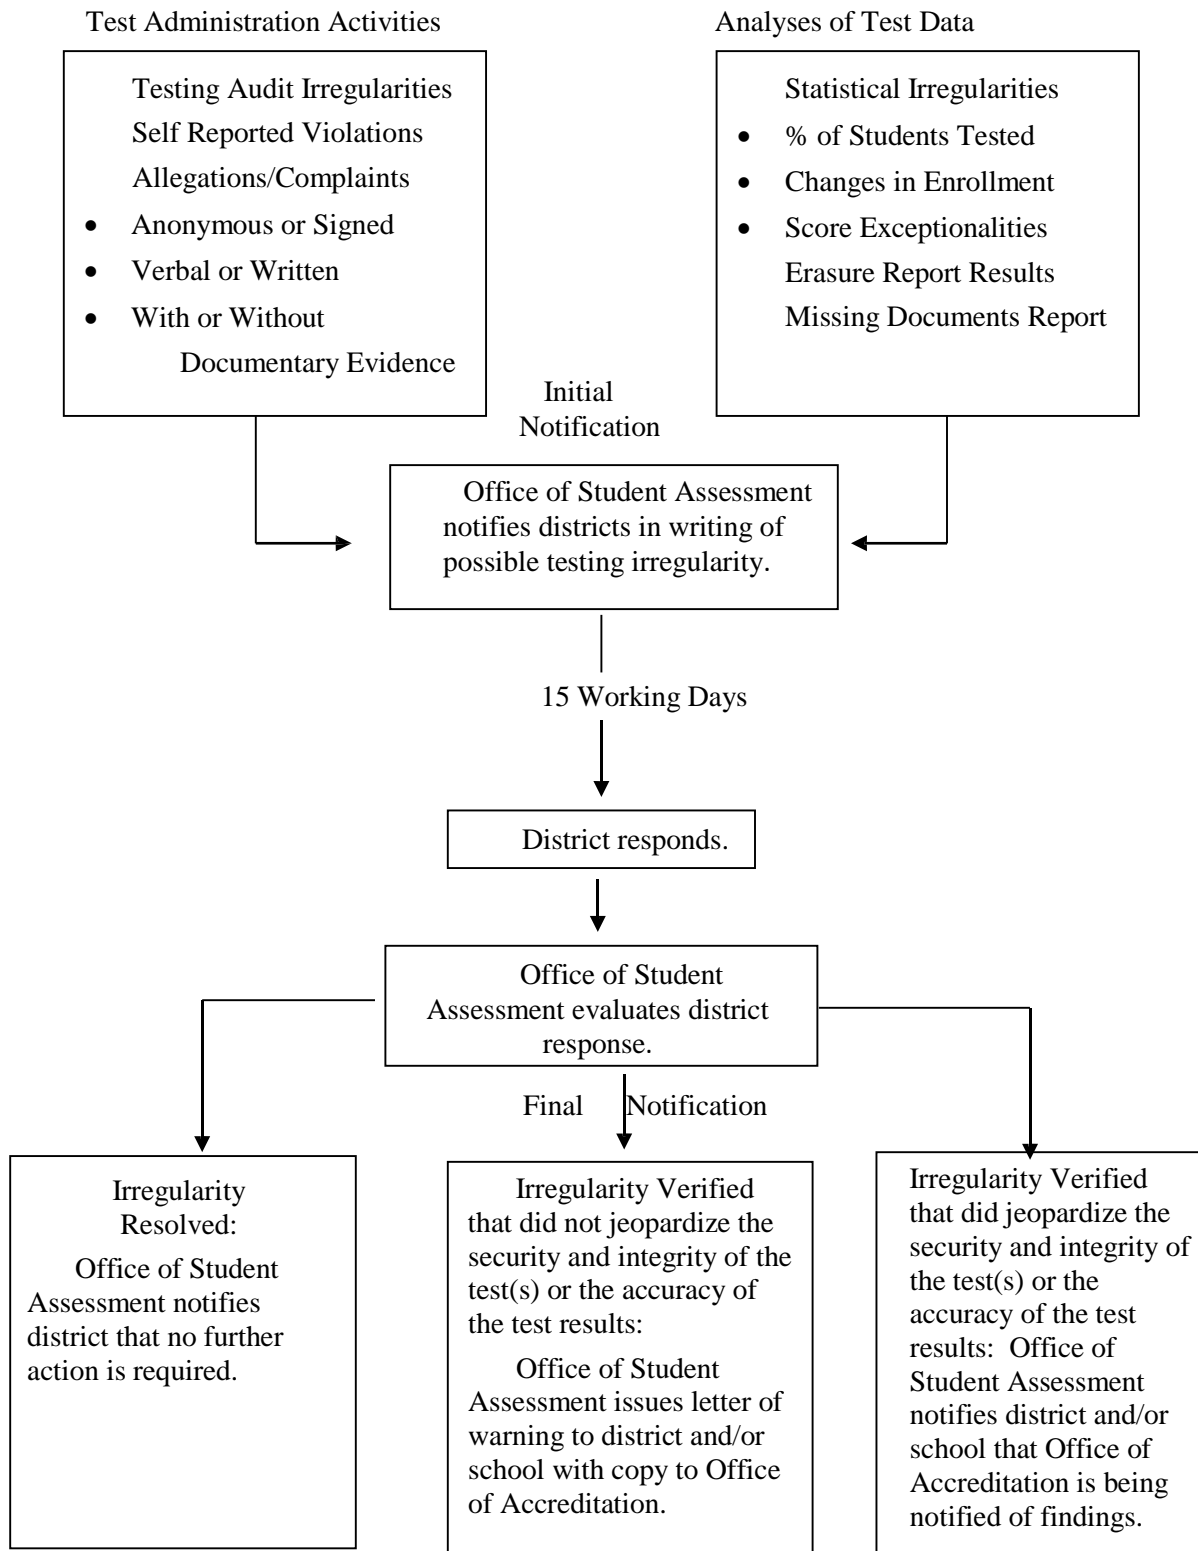 Test Administration Activities
Testing Audit Irregularities
Self Reported Violations
Allegations/Complaints
• Anonymous or Signed
• Verbal or Written
• With or Without
Documentary Evidence
Analyses of Test Data
Statistical Irregularities
• % of Students Tested
• Changes in Enrollment
• Score Exceptionalities
Erasure Report Results
Missing Documents Report
Initial
Notification
Office of Student Assessment
notifies districts in writing of
possible testing irregularity.
15 Working Days
District responds.
Office of Student
Assessment evaluates district
response.
Final Notification
Irregularity
Resolved:
Office of Student
Assessment notifies
district that no further
action is required.
Irregularity Verified
that did not jeopardize the
security and integrity of the
test(s) or the accuracy of
the test results:
Office of Student
Assessment issues letter of
warning to district and/or
school with copy to Office
of Accreditation.
Irregularity Verified
that did jeopardize the
security and integrity of
the test(s) or the
accuracy of the test
results: Office of
Student Assessment
notifies district and/or
school that Office of
Accreditation is being
notified of findings.